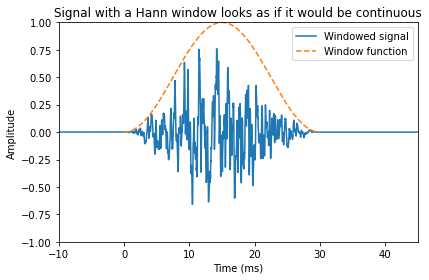 Signal with a Hann window looks as if it would be continuous
1.00
0.75
0.50
0.25
0.00
−0.25
−0.50
−0.75
−1.00
Amplitude
Windowed signal
Window function
−10 0 10 20 30 40
Time (ms)